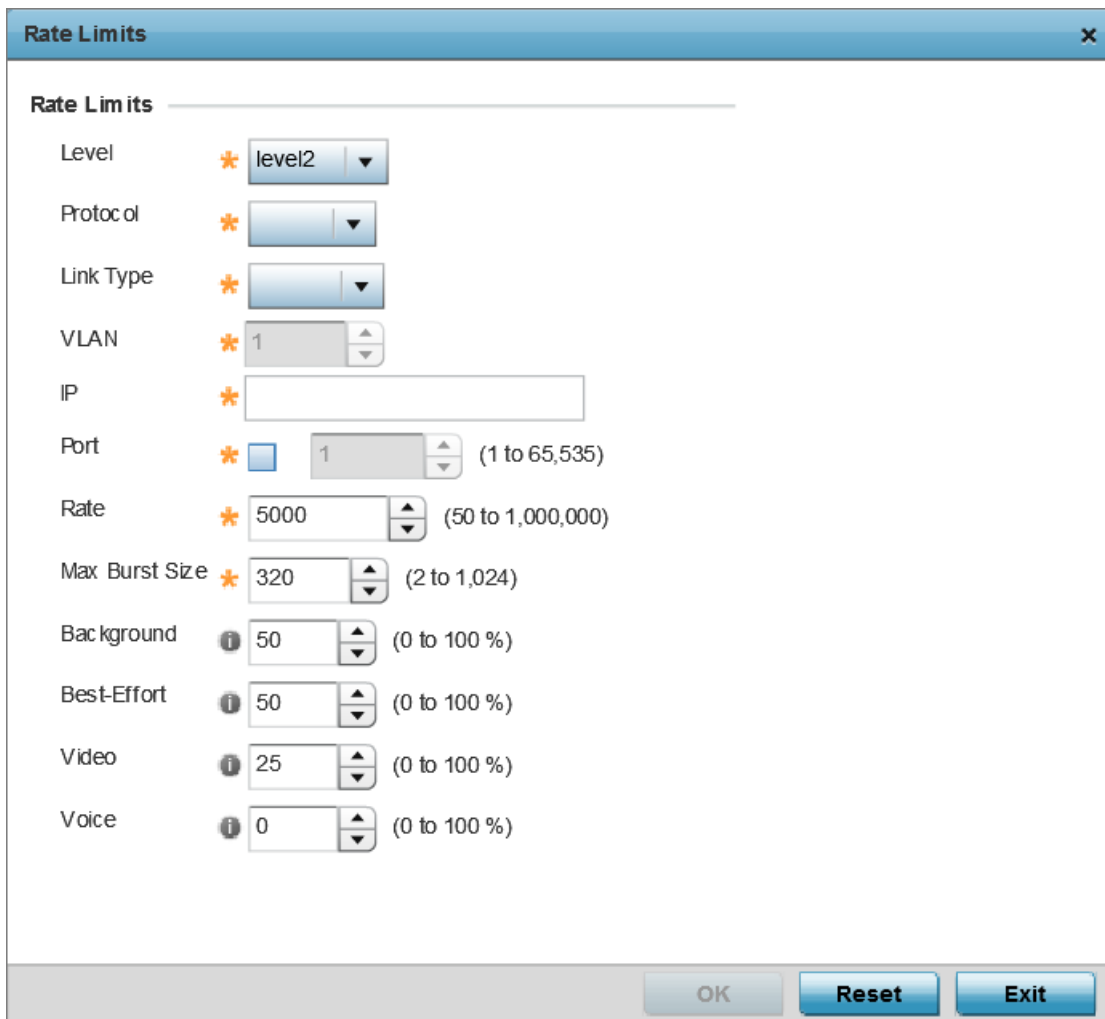 Rate Limits
Rate Limits
Level level2
Protocol
Link Type
VLAN 1
IP
Port 1 (1 to 65,535)
Rate 5000 (50 to 1,000,000)
Max Burst Size 320 (2 to 1,024)
Background 50 (0 to 100 %)
Best-Effort 50 (0 to 100 %)
Video 25 (0 to 100 %)
Voice 0 (0 to 100 %)
OK Reset Exit